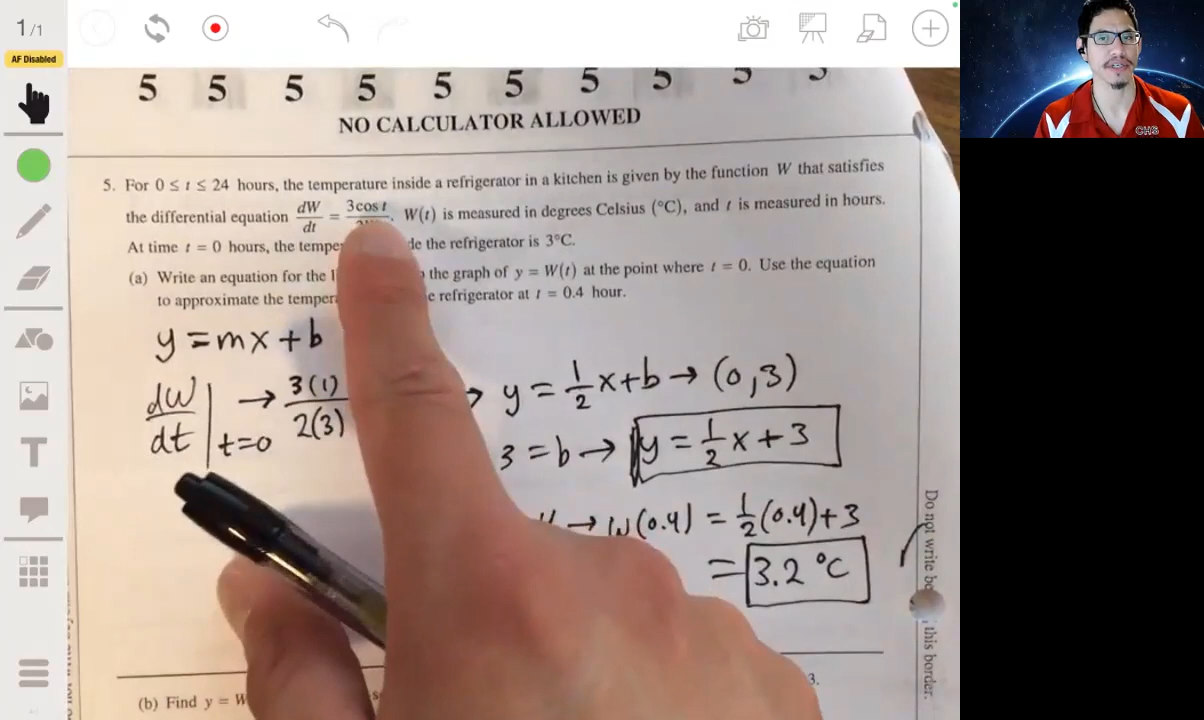 1/1
AF Disabled
5 5 5 5 5 5 5 5 5 5
NO CALCULATOR ALLOWED
5. For 0 ≤ t ≤ 24 hours, the temperature inside a refrigerator in a kitchen is given by the function W that satisfies
the differential equation dW/dt = 3 cos t W(t) is measured in degrees Celsius (°C), and t is measured in hours.
At time t = 0 hours, the the refrigerator is 3°C.
(a) Write an equation for the the graph of y = W(t) at the point where t = 0. Use the equation
to approximate the refrigerator at t = 0.4 hour.
y = mx + b
dW/dt | t=0 → 3(1)/2(3) → y = 1/2 x + b → (0,3)
3 = b → y = 1/2 x + 3
→ W(0.4) = 1/2 (0.4) + 3
= 3.2 °C
(b) Find y = W
3.
Do not write this border.
CHS
T